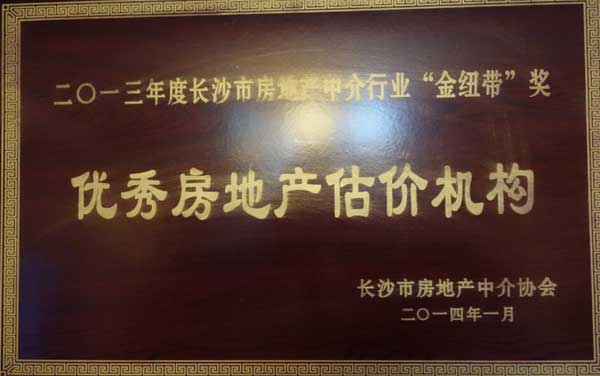 二〇一三年度长沙市房地产中介行业“金纽带”奖
优秀房地产估价机构
长沙市房地产中介协会
二〇一四年一月